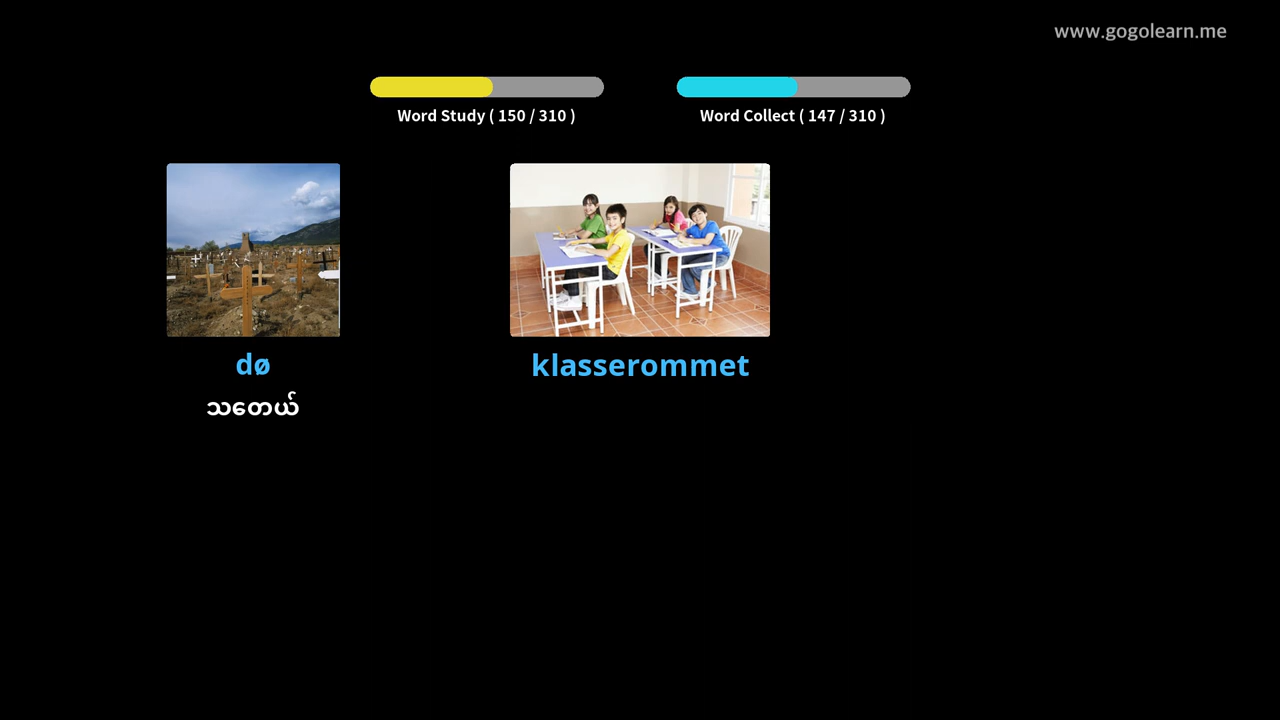 www.gogolearn.me
Word Study ( 150 / 310 )
Word Collect ( 147 / 310 )
dø
klasserommet
သတေယ်